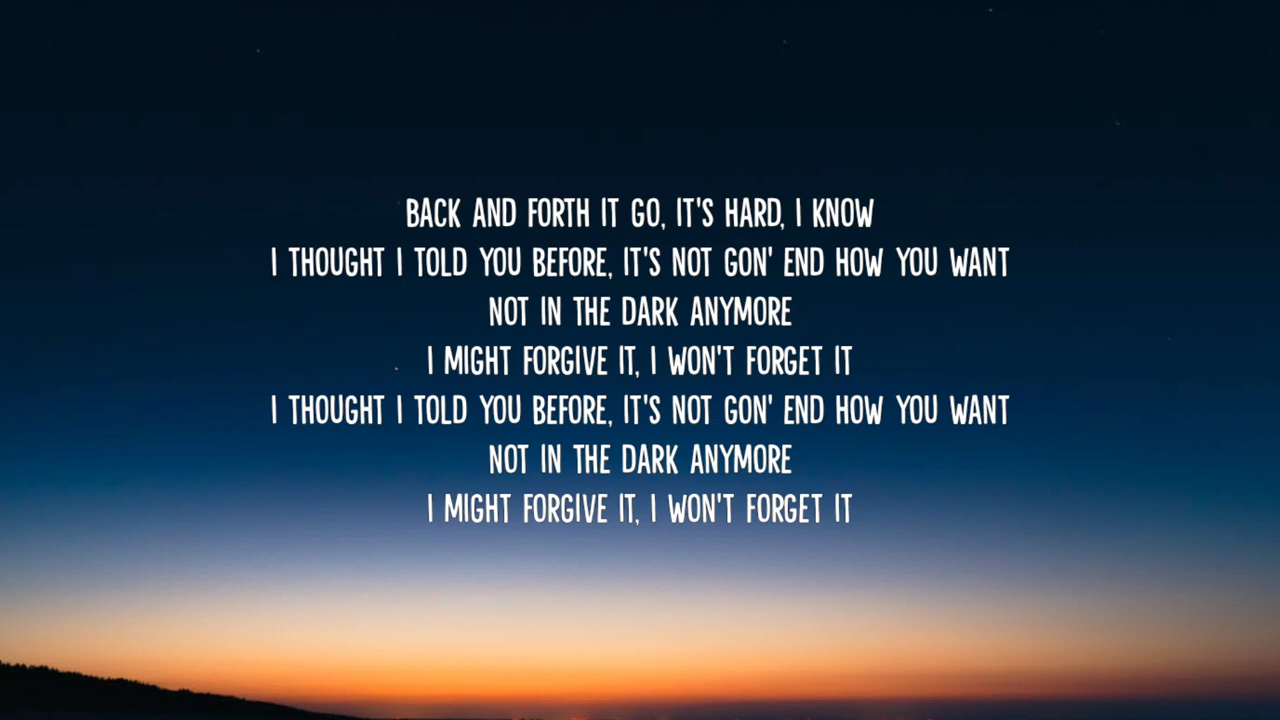 BACK AND FORTH IT GO, IT'S HARD, I KNOW
I THOUGHT I TOLD YOU BEFORE, IT'S NOT GON' END HOW YOU WANT
NOT IN THE DARK ANYMORE
I MIGHT FORGIVE IT, I WON'T FORGET IT
I THOUGHT I TOLD YOU BEFORE, IT'S NOT GON' END HOW YOU WANT
NOT IN THE DARK ANYMORE
I MIGHT FORGIVE IT, I WON'T FORGET IT